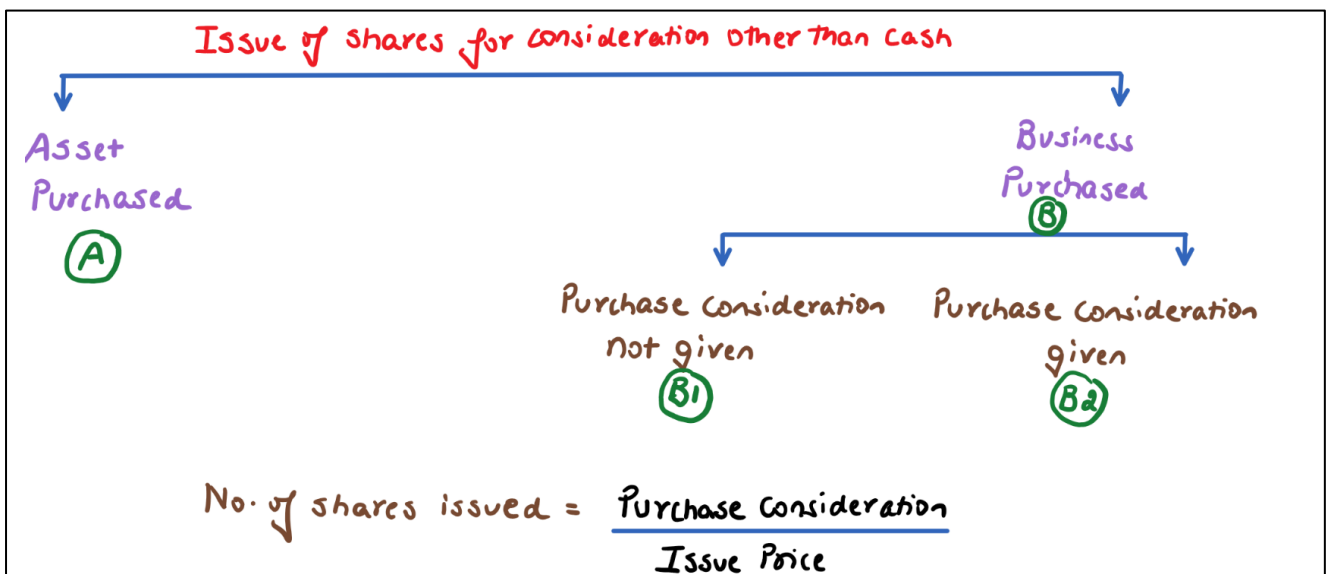 Issue of shares for consideration other than cash
Asset
Purchased
A
Business
Purchased
B
Purchase consideration
not given
B1
Purchase consideration
given
B2
No. of shares issued = Purchase consideration
Issue Price